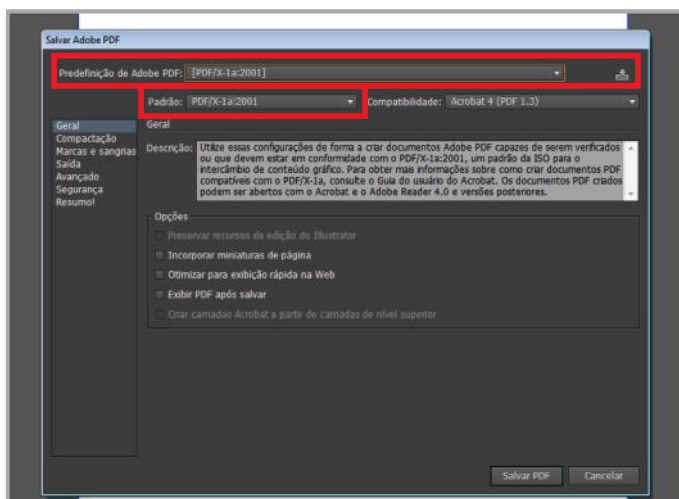 Salvar Adobe PDF
Predefinição de Adobe PDF: [PDF/X-1a:2001]
Padrão: PDF/X-1a:2001 Compatibilidade: Acrobat 4 (PDF 1.3)
Geral
Compactação
Marcas e sangrias
Saída
Avançado
Segurança
Resumo!
Geral
Descrição: Utilize essas configurações de forma a criar documentos Adobe PDF capazes de serem verificados
ou que devem estar em conformidade com o PDF/X-1a:2001, um padrão da ISO para o
intercâmbio de conteúdo gráfico. Para obter mais informações sobre como criar documentos PDF
compatíveis com o PDF/X-1a, consulte o Guia do usuário do Acrobat. Os documentos PDF criados
podem ser abertos com o Acrobat e o Adobe Reader 4.0 e versões posteriores.
Opções
Preservar recursos de edição do Illustrator
Incorporar miniaturas de página
Otimizar para exibição rápida na Web
Exibir PDF após salvar
Criar camadas Acrobat a partir de camadas de nível superior
Salvar PDF Cancelar